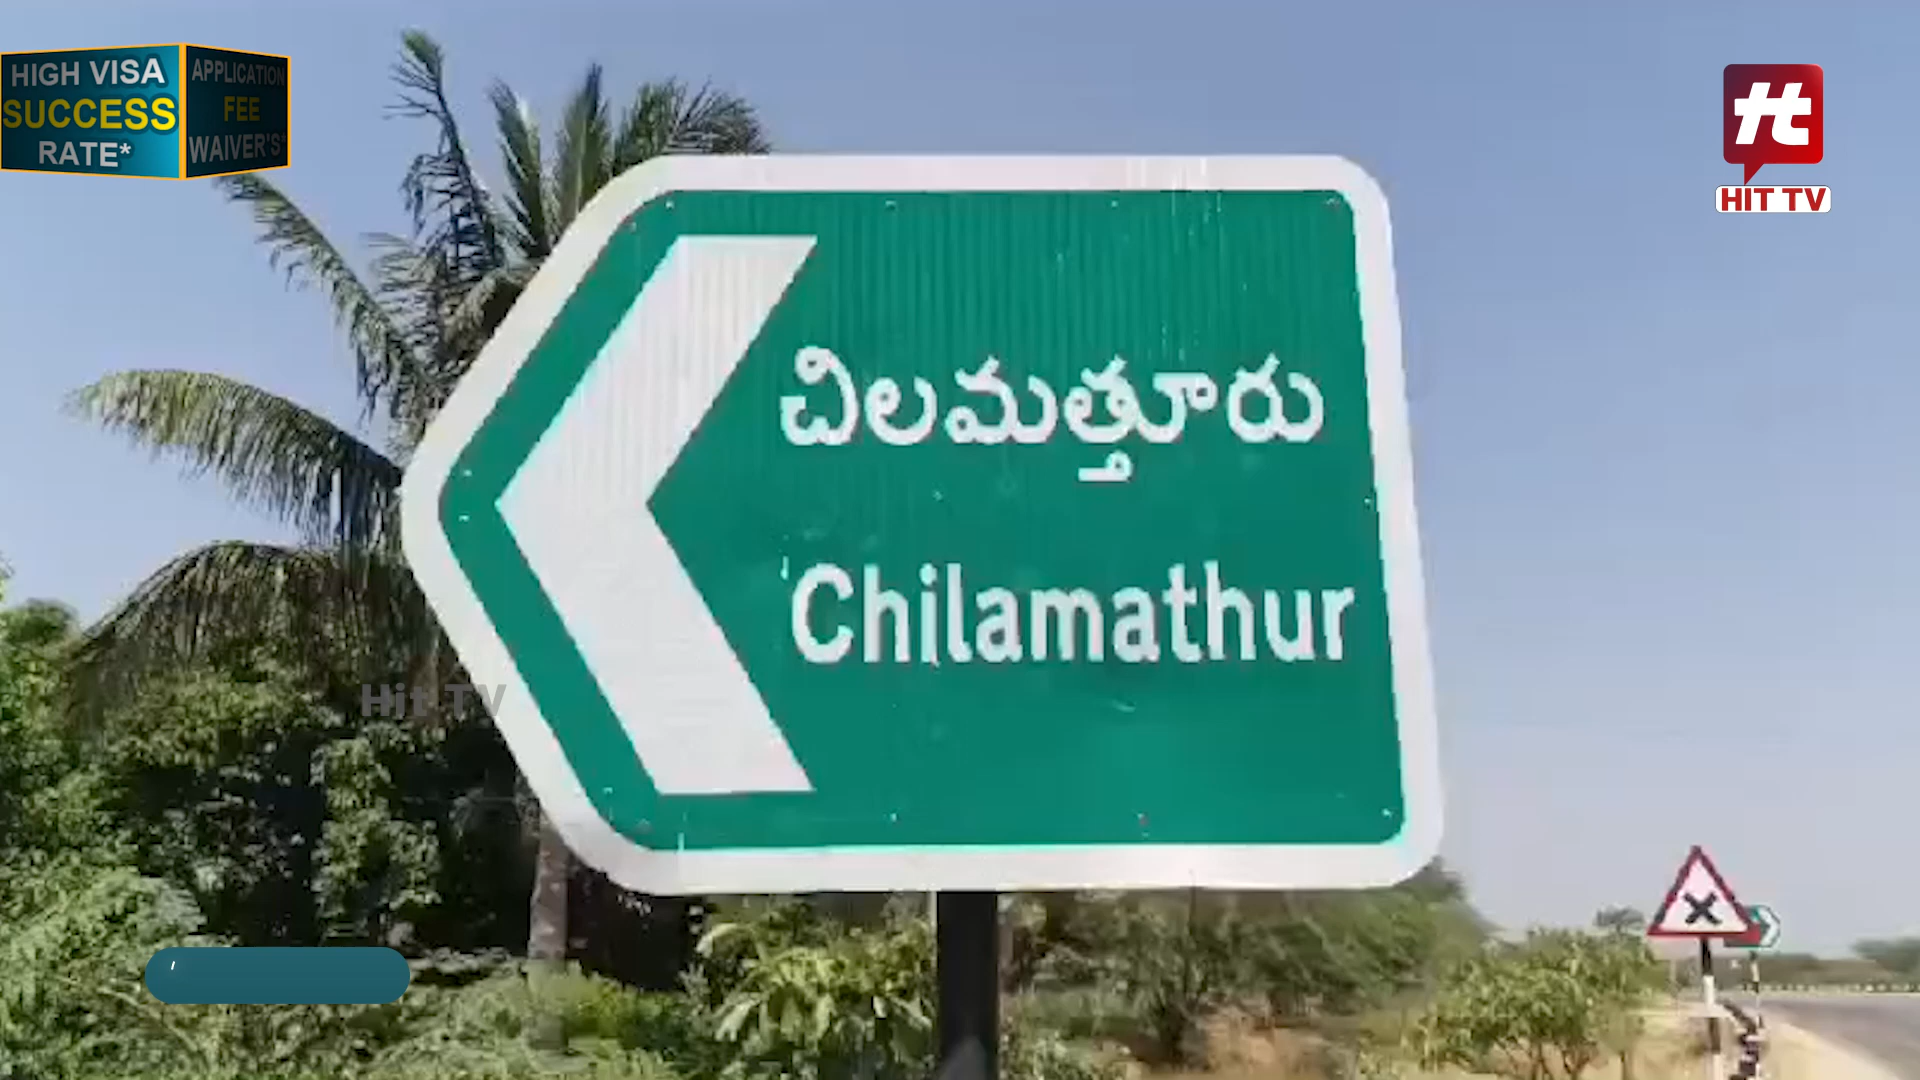 HIGH VISA
SUCCESS
RATE*
APPLICATION
FEE
WAIVER'S*
HIT TV
చిలమత్తూరు
Chilamathur
Hit TV